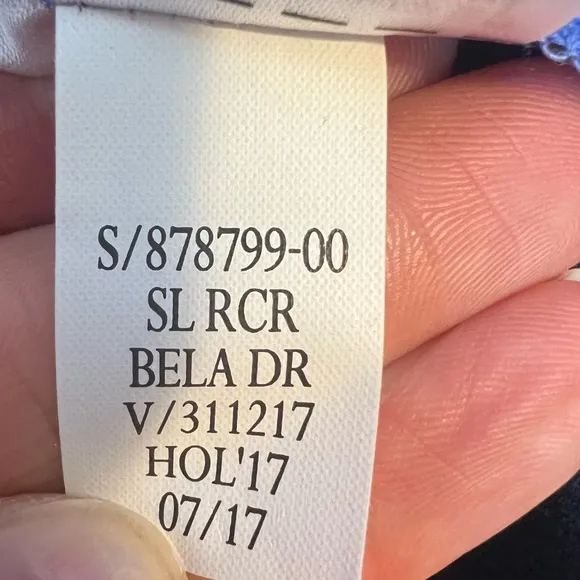 S/878799-00
SL RCR
BELA DR
V/311217
HOL'17
07/17